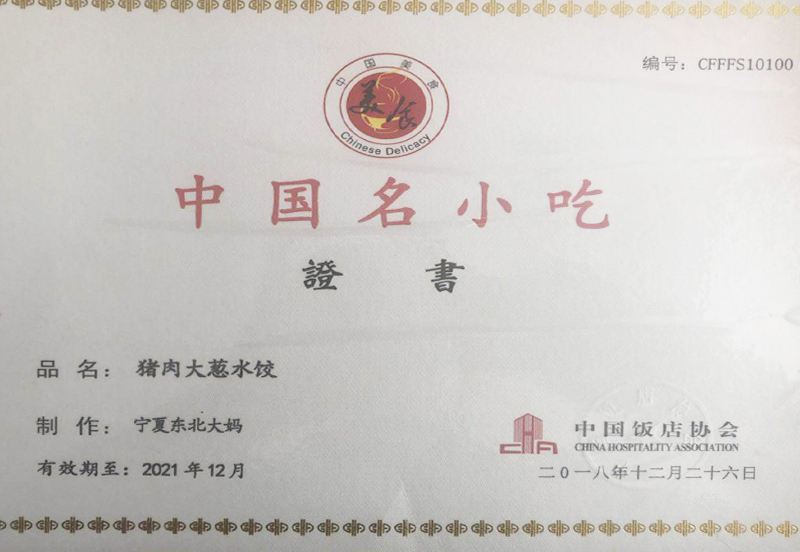 编号：CFFFS10100
中国美食
美食
Chinese Delicacy
中国名小吃
證書
品名：猪肉大葱水饺
制作：宁夏东北大妈
有效期至：2021年12月
CHA
中国饭店协会
CHINA HOSPITALITY ASSOCIATION
二0一八年十二月二十六日